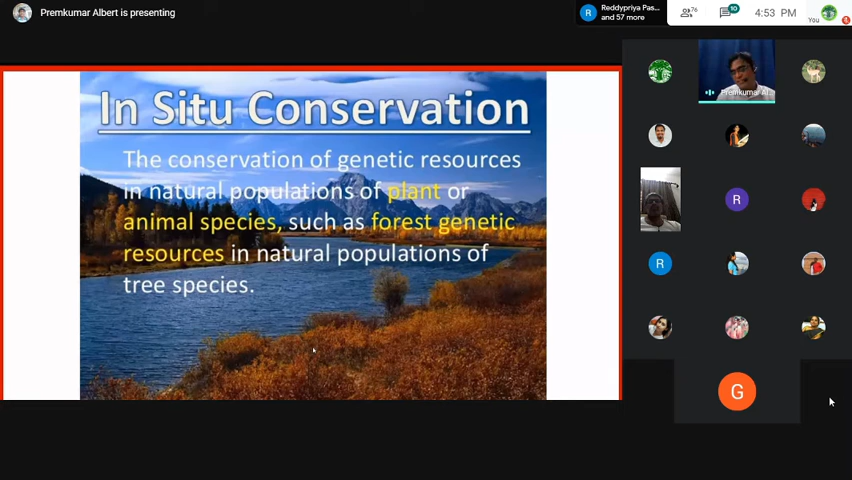 Premkumar Albert is presenting
R
Reddypriya Pas...
and 57 more
76
10
4:53 PM
You
In Situ Conservation
The conservation of genetic resources
in natural populations of plant or
animal species, such as forest genetic
resources in natural populations of
tree species.
Premkumar Al...
R
R
G